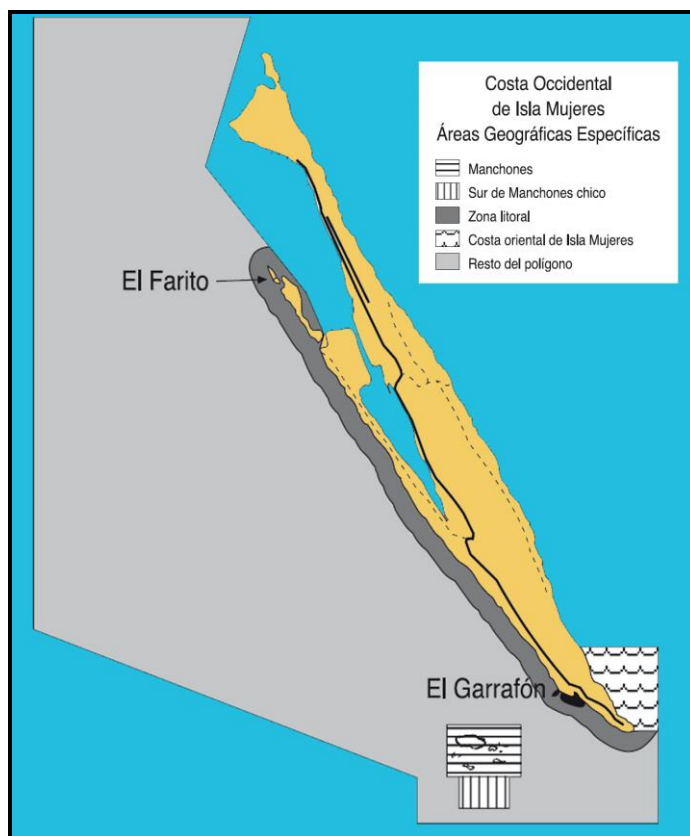 Costa Occidental
de Isla Mujeres
Áreas Geográficas Específicas
Manchones
Sur de Manchones chico
Zona litoral
Costa oriental de Isla Mujeres
Resto del polígono
El Farito
El Garrafón